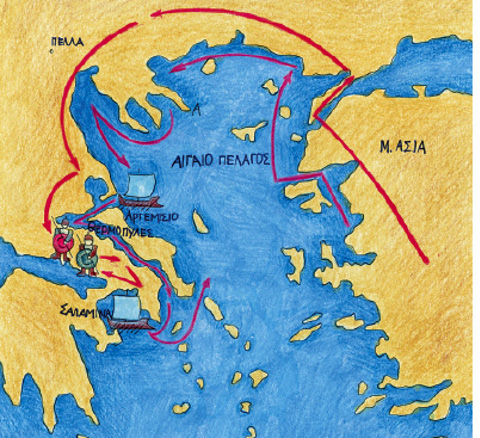 ΠΕΛΛΑ
Α
ΑΙΓΑΙΟ ΠΕΛΑΓΟΣ
Μ. ΑΣΙΑ
ΑΡΤΕΜΙΣΙΟ
ΘΕΡΜΟΠΥΛΕΣ
ΣΑΛΑΜΙΝΑ